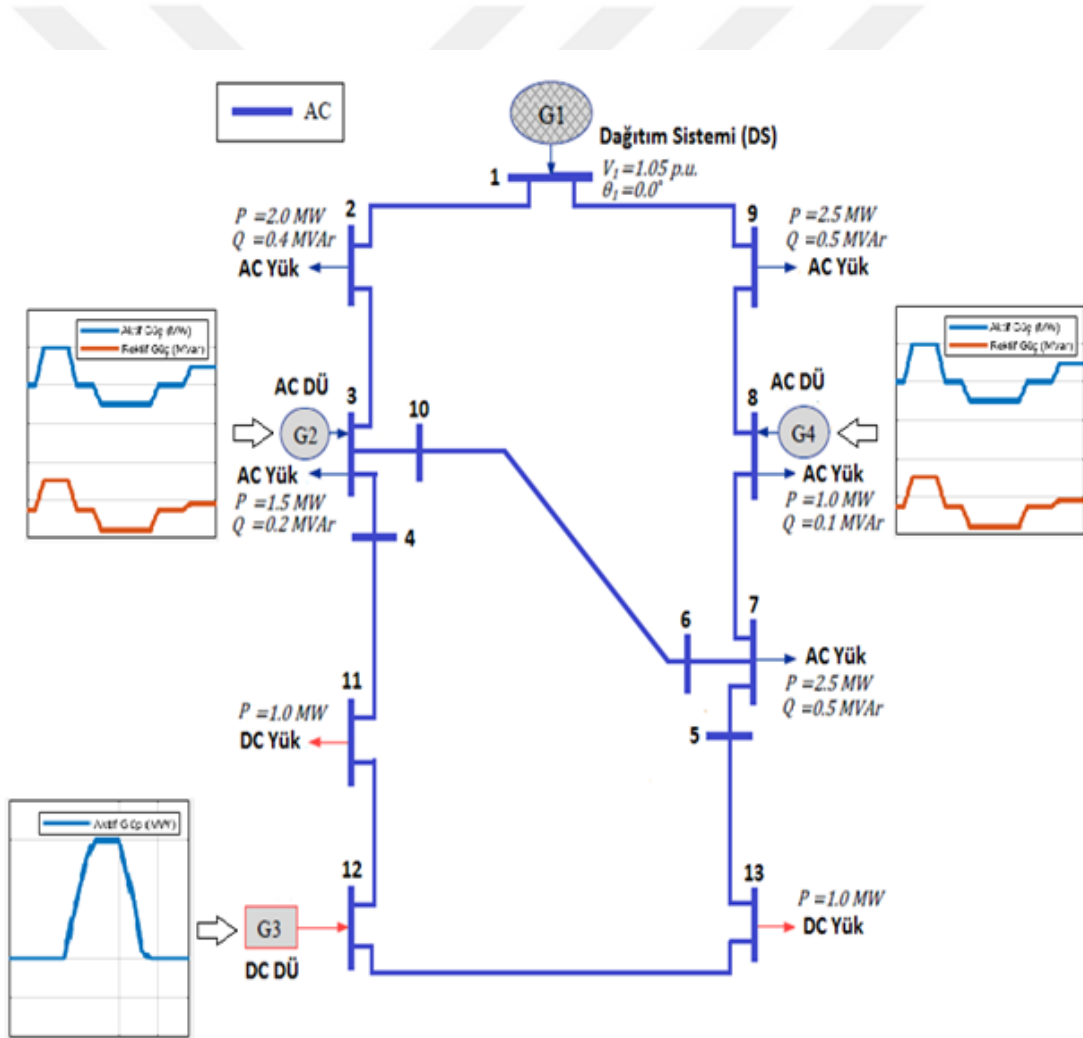 AC
G1
Dağıtım Sistemi (DS)
V₁ =1.05 p.u.
θ₁ =0.0°
1
2
P =2.0 MW
Q =0.4 MVAr
AC Yük
9
P =2.5 MW
Q =0.5 MVAr
AC Yük
Aktif Güç (MW)
Rektif Güç (MVar)
AC DÜ
G2
3
AC Yük
P =1.5 MW
Q =0.2 MVAr
10
4
AC DÜ
8
G4
AC Yük
P =1.0 MW
Q =0.1 MVAr
Aktif Güç (MW)
Rektif Güç (MVar)
6
7
AC Yük
P =2.5 MW
Q =0.5 MVAr
5
11
P =1.0 MW
DC Yük
Aktif Güç (MW)
12
G3
DC DÜ
13
P =1.0 MW
DC Yük